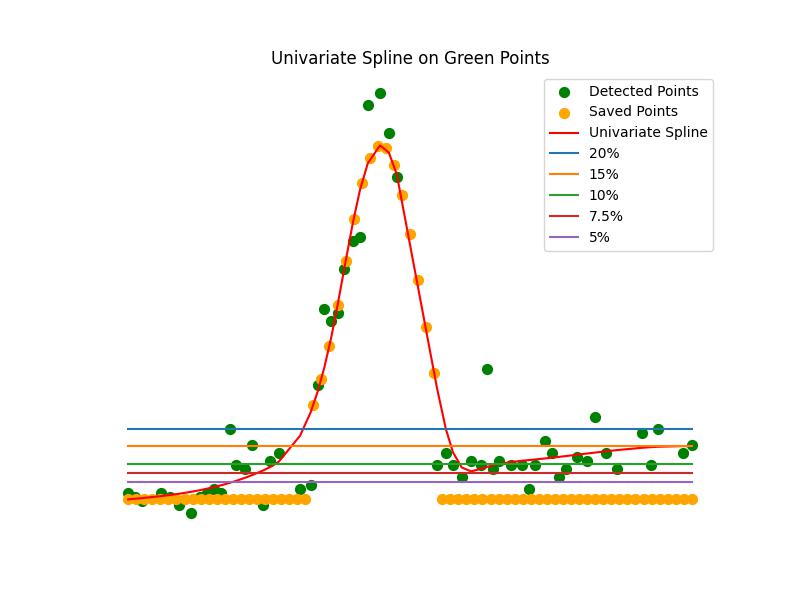 Univariate Spline on Green Points
Detected Points
Saved Points
Univariate Spline
20%
15%
10%
7.5%
5%